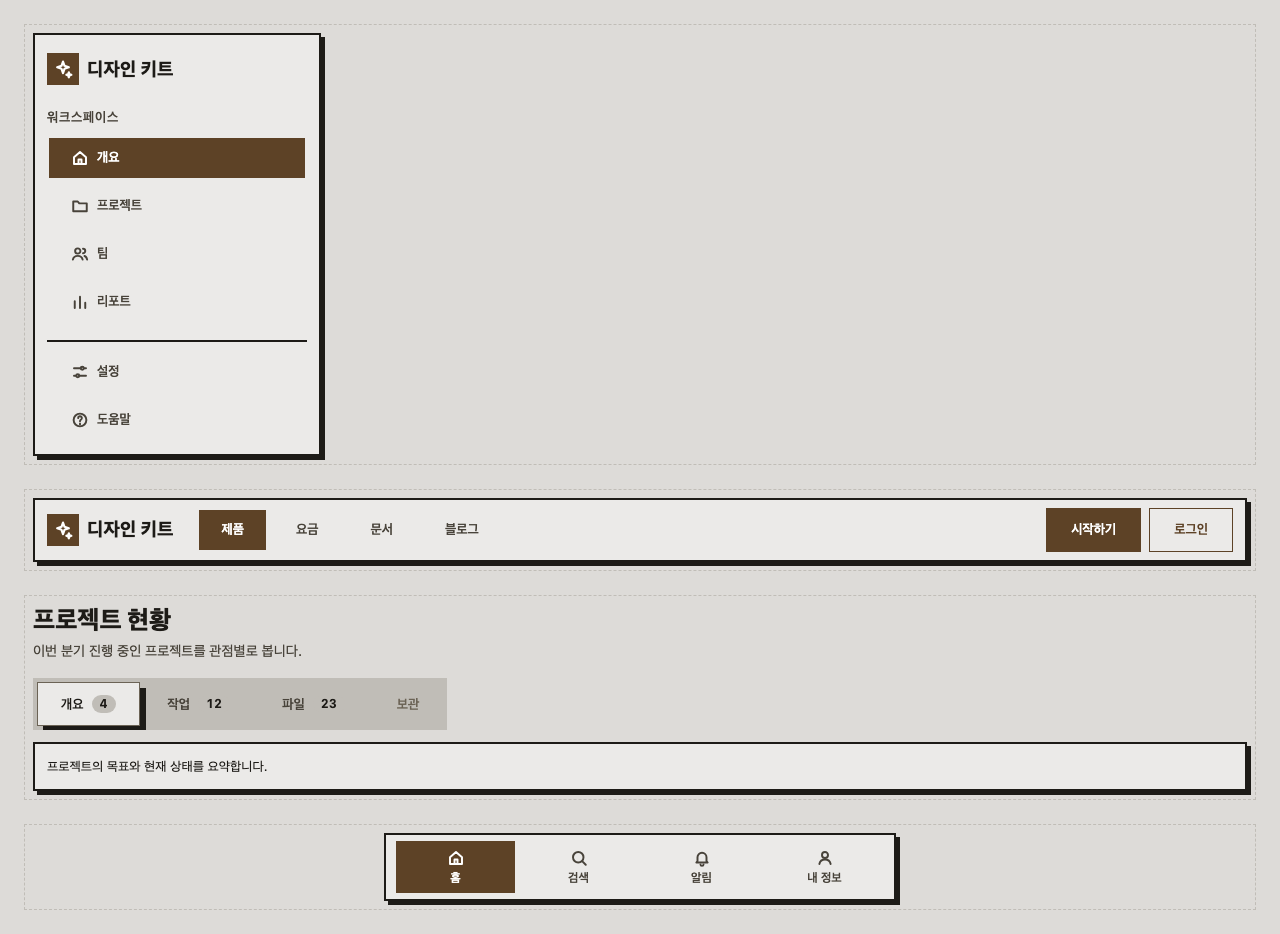 디자인 키트
워크스페이스
개요
프로젝트
팀
리포트
설정
도움말
디자인 키트 제품 요금 문서 블로그 시작하기 로그인
프로젝트 현황
이번 분기 진행 중인 프로젝트를 관점별로 봅니다.
개요 4 작업 12 파일 23 보관
프로젝트의 목표와 현재 상태를 요약합니다.
홈 검색 알림 내 정보